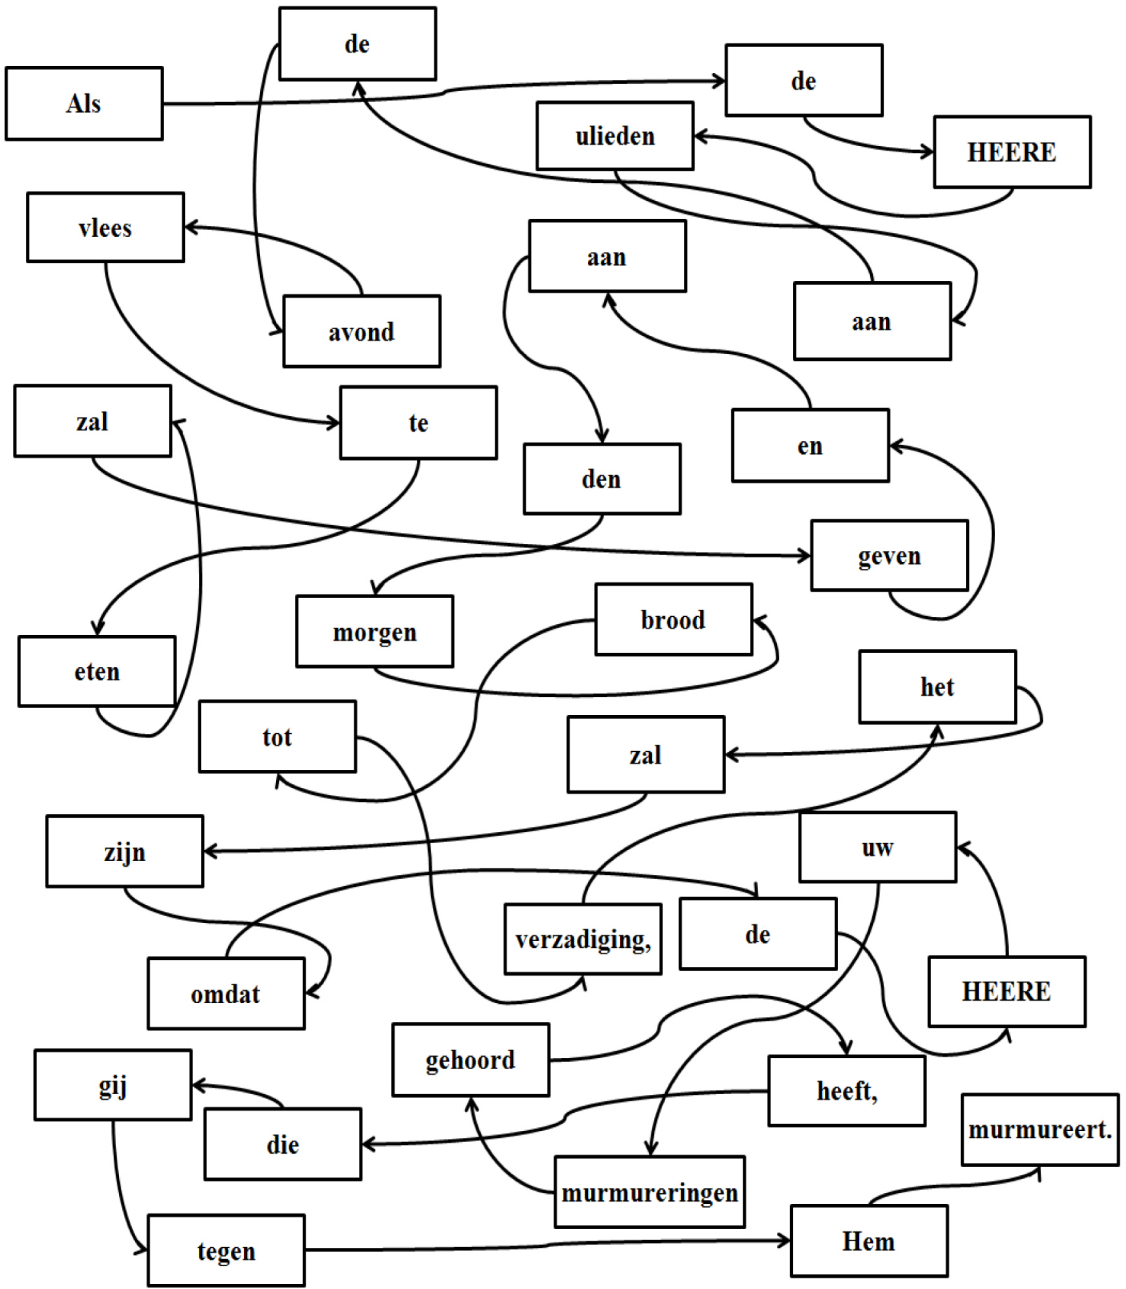 Als
de
HEERE
ulieden
aan
de
avond
vlees
te
eten
zal
geven
en
aan
den
morgen
brood
tot
verzadiging,
het
zal
zijn
omdat
de
HEERE
uw
murmureringen
gehoord
heeft,
die
gij
tegen
Hem
murmureert.